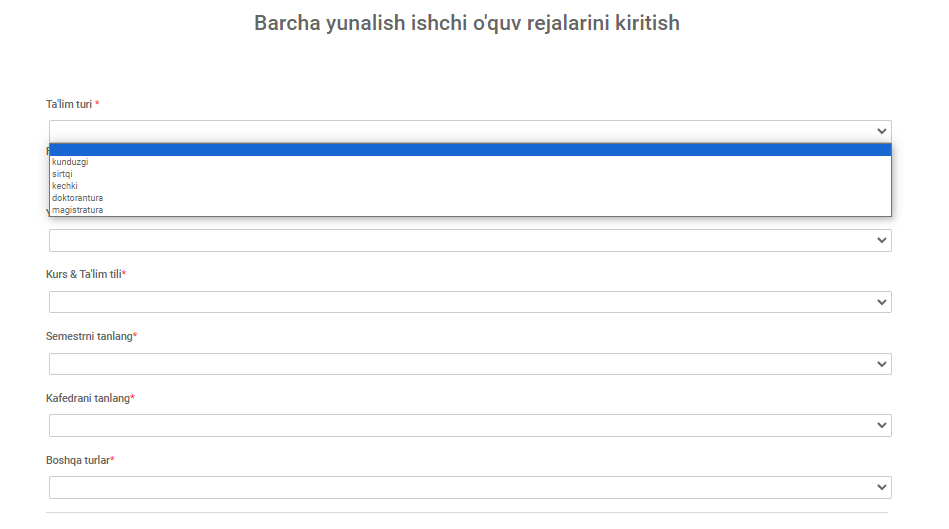 Barcha yunalish ishchi o'quv rejalarini kiritish
Ta'lim turi *
kunduzgi
sirtqi
kechki
doktorantura
magistratura
Kurs & Ta'lim tili*
Semestrni tanlang*
Kafedrani tanlang*
Boshqa turlar*